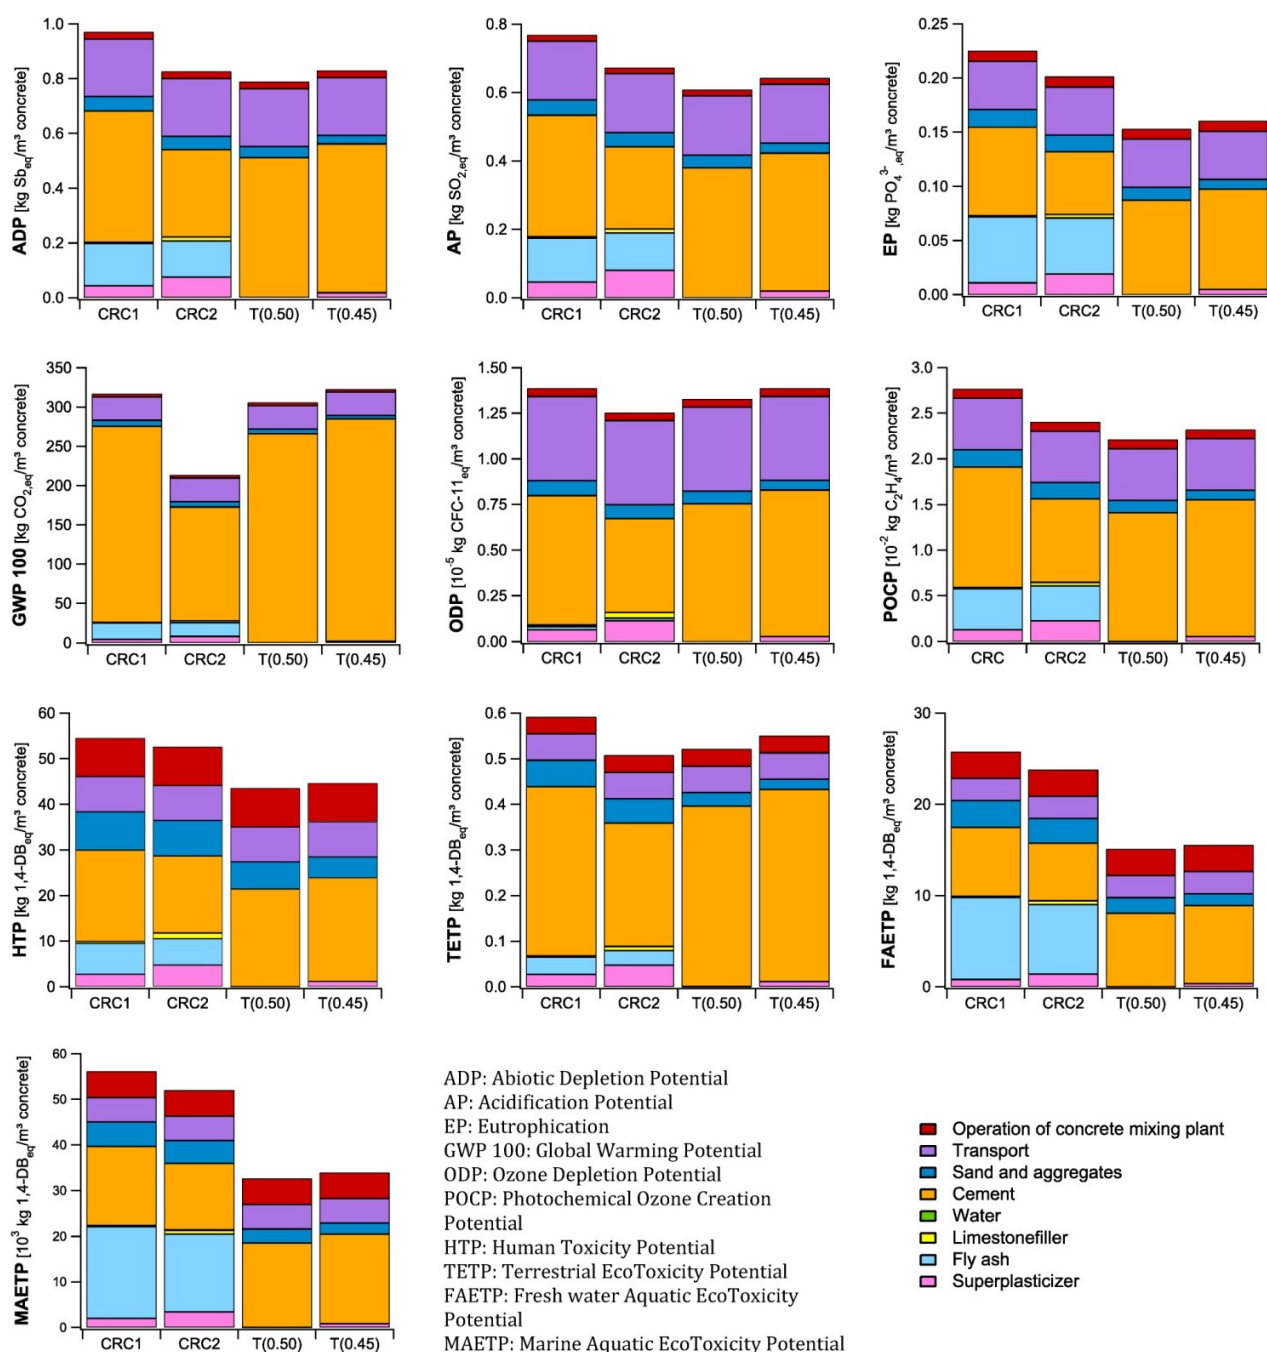 ADP [kg Sbeq/m³ concrete]
1.0
0.8
0.6
0.4
0.2
0.0
CRC1 CRC2 T(0.50) T(0.45)
AP [kg SO2,eq/m³ concrete]
0.8
0.6
0.4
0.2
0.0
CRC1 CRC2 T(0.50) T(0.45)
EP [kg PO4³⁻,eq/m³ concrete]
0.25
0.20
0.15
0.10
0.05
0.00
CRC1 CRC2 T(0.50) T(0.45)
GWP 100 [kg CO2,eq/m³ concrete]
350
300
250
200
150
100
50
0
CRC1 CRC2 T(0.50) T(0.45)
ODP [10⁻⁵ kg CFC-11eq/m³ concrete]
1.50
1.25
1.00
0.75
0.50
0.25
0.00
CRC1 CRC2 T(0.50) T(0.45)
POCP [10⁻² kg C2H4/m³ concrete]
3.0
2.5
2.0
1.5
1.0
0.5
0.0
CRC CRC2 T(0.50) T(0.45)
HTP [kg 1,4-DBeq/m³ concrete]
60
50
40
30
20
10
0
CRC1 CRC2 T(0.50) T(0.45)
TETP [kg 1,4-DBeq/m³ concrete]
0.6
0.5
0.4
0.3
0.2
0.1
0.0
CRC1 CRC2 T(0.50) T(0.45)
FAETP [kg 1,4-DBeq/m³ concrete]
30
20
10
0
CRC1 CRC2 T(0.50) T(0.45)
MAETP [10³ kg 1,4-DBeq/m³ concrete]
60
50
40
30
20
10
0
CRC1 CRC2 T(0.50) T(0.45)
ADP: Abiotic Depletion Potential
AP: Acidification Potential
EP: Eutrophication
GWP 100: Global Warming Potential
ODP: Ozone Depletion Potential
POCP: Photochemical Ozone Creation
Potential
HTP: Human Toxicity Potential
TETP: Terrestrial EcoToxicity Potential
FAETP: Fresh water Aquatic EcoToxicity
Potential
MAETP: Marine Aquatic EcoToxicity Potential
Operation of concrete mixing plant
Transport
Sand and aggregates
Cement
Water
Limestonefiller
Fly ash
Superplasticizer